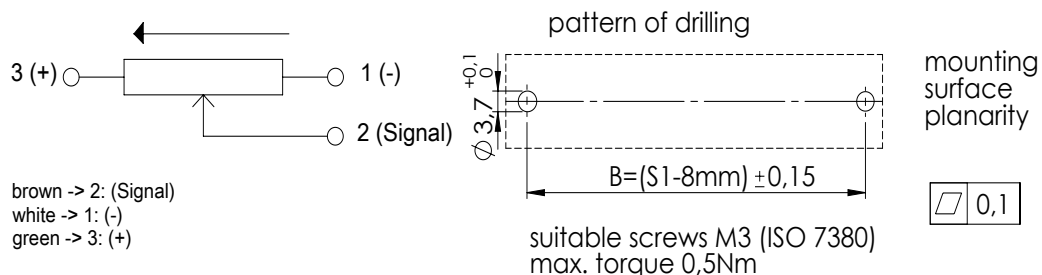 pattern of drilling
3 (+)
1 (-)
2 (Signal)
brown -> 2: (Signal)
white -> 1: (-)
green -> 3: (+)
Ø 3,7 +0,1 0
B=(S1-8mm) ±0,15
suitable screws M3 (ISO 7380)
max. torque 0,5Nm
mounting
surface
planarity
0,1